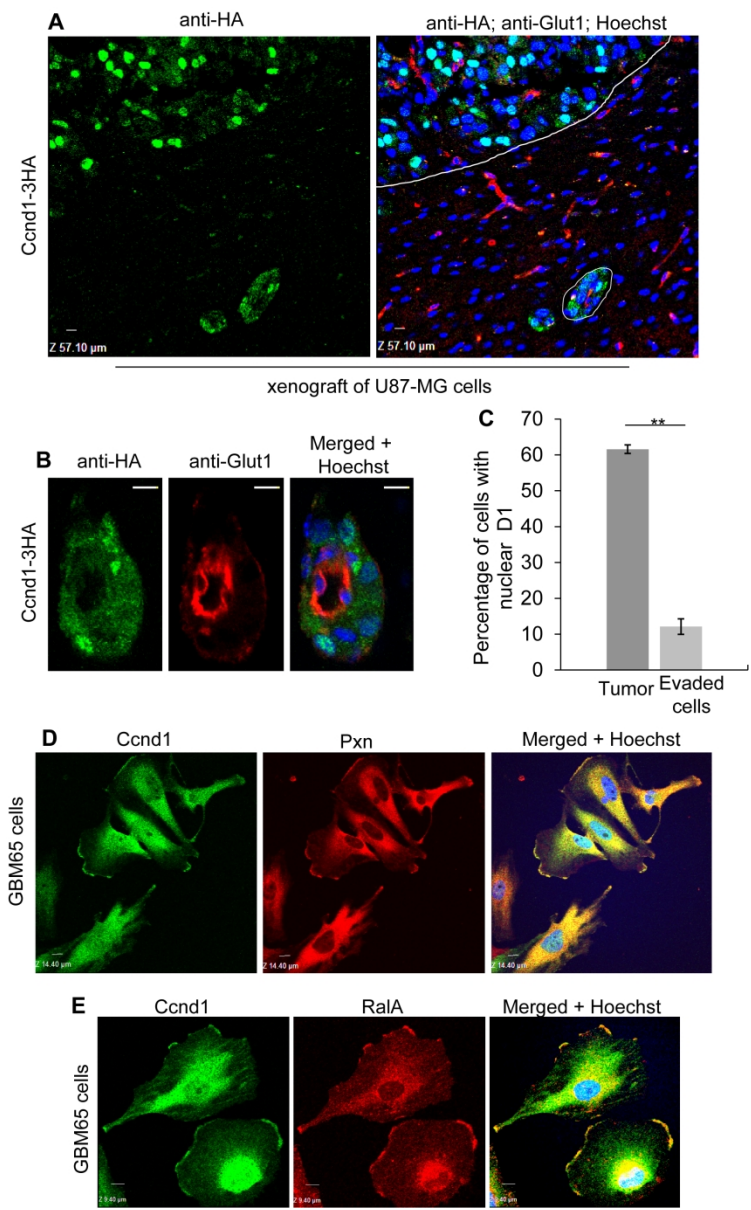 A
anti-HA
anti-HA; anti-Glut1; Hoechst
Ccnd1-3HA
Z 57.10 µm
Z 57.10 µm
xenograft of U87-MG cells
B
anti-HA
anti-Glut1
Merged +
Hoechst
Ccnd1-3HA
C
Percentage of cells with
nuclear D1
70
60
50
40
30
20
10
0
**
Tumor
Evaded
cells
D
Ccnd1
Pxn
Merged + Hoechst
GBM65 cells
Z 14.40 µm
Z 14.40 µm
Z 14.40 µm
E
Ccnd1
RalA
Merged + Hoechst
GBM65 cells
Z 9.40 µm
Z 9.40 µm
.40 µm